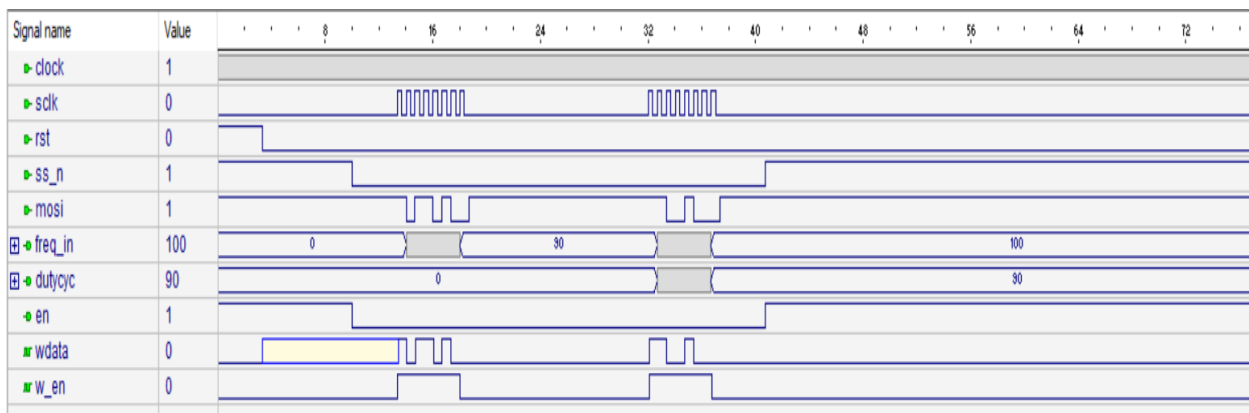 Signal name Value 8 16 24 32 40 48 56 64 72
clock 1
sclk 0
rst 0
ss_n 1
mosi 1
freq_in 100 0 90 100
dutycyc 90 0 90
en 1
wdata 0
w_en 0